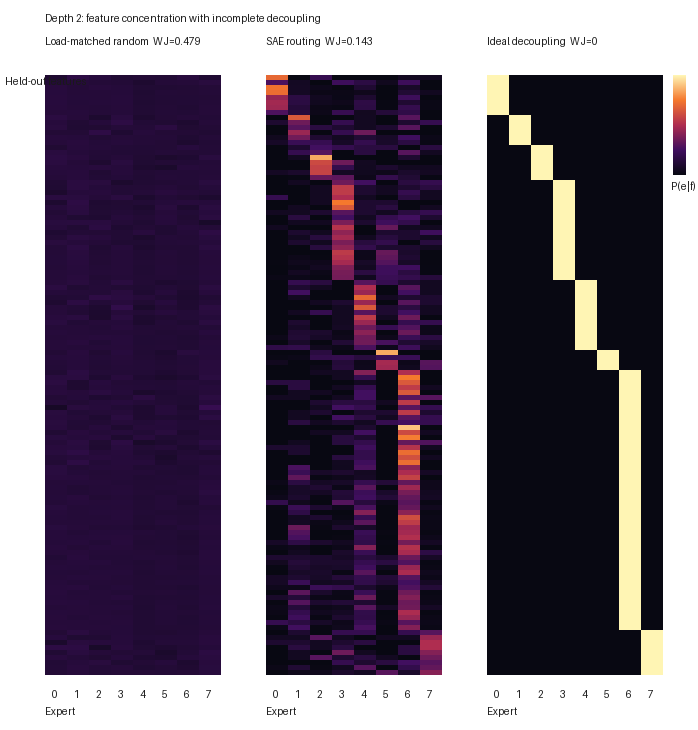 Depth 2: feature concentration with incomplete decoupling
Load-matched random WJ=0.479
SAE routing WJ=0.143
Ideal decoupling WJ=0
Held-out
P(e|f)
0 1 2 3 4 5 6 7
0 1 2 3 4 5 6 7
0 1 2 3 4 5 6 7
Expert
Expert
Expert